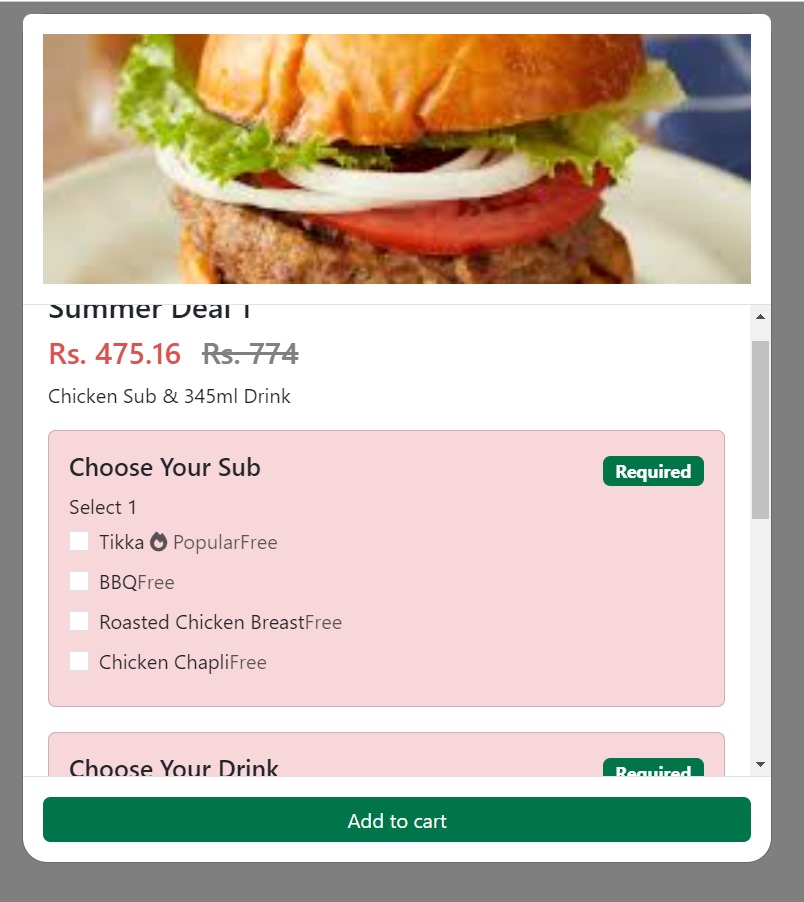 Summer Deal 1
Rs. 475.16 Rs. 774
Chicken Sub & 345ml Drink
Choose Your Sub
Required
Select 1
Tikka PopularFree
BBQFree
Roasted Chicken BreastFree
Chicken ChapliFree
Choose Your Drink
Required
Add to cart